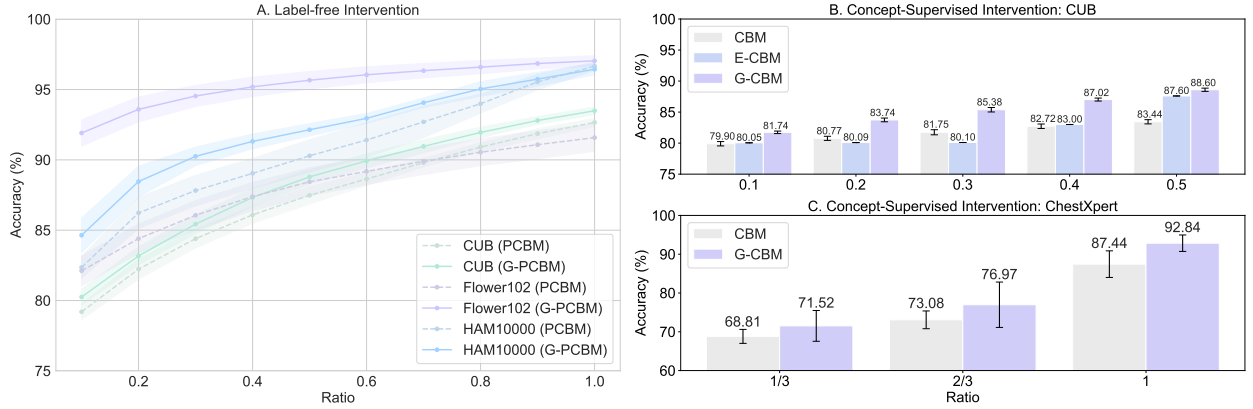 A. Label-free Intervention
100
95
90
85
80
75
Accuracy (%)
0.2 0.4 0.6 0.8 1.0
Ratio
CUB (PCBM)
CUB (G-PCBM)
Flower102 (PCBM)
Flower102 (G-PCBM)
HAM10000 (PCBM)
HAM10000 (G-PCBM)
B. Concept-Supervised Intervention: CUB
100
95
90
85
80
75
Accuracy (%)
CBM
E-CBM
G-CBM
79.90 80.05 81.74 80.77 80.09 83.74 81.75 80.10 85.38 82.72 83.00 87.02 83.44 87.60 88.60
0.1 0.2 0.3 0.4 0.5
C. Concept-Supervised Intervention: ChestXpert
100
90
80
70
60
Accuracy (%)
CBM
G-CBM
68.81 71.52 73.08 76.97 87.44 92.84
1/3 2/3 1
Ratio